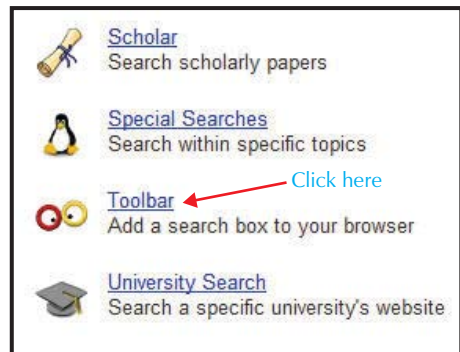 Scholar
Search scholarly papers
Special Searches
Search within specific topics
Click here
Toolbar
Add a search box to your browser
University Search
Search a specific university's website